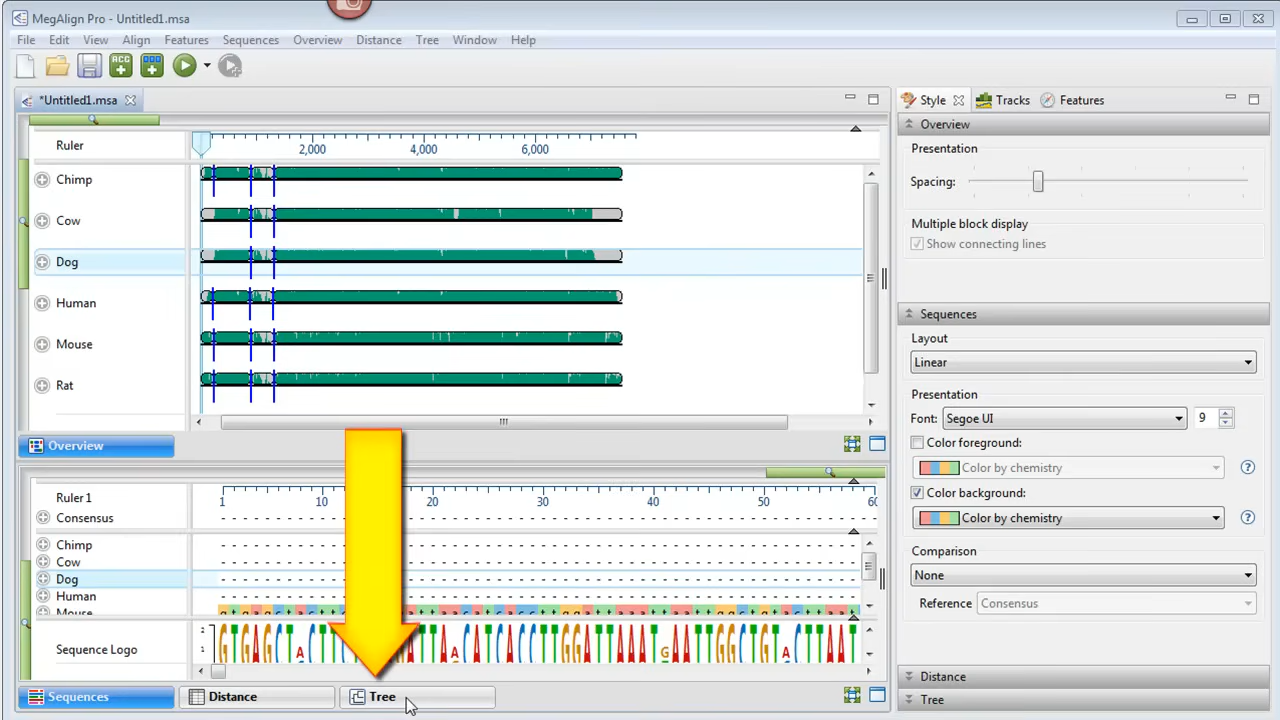 MegAlign Pro - Untitled1.msa
File Edit View Align Features Sequences Overview Distance Tree Window Help
ACG
*Untitled1.msa
Ruler
2,000 4,000 6,000
Chimp
Cow
Dog
Human
Mouse
Rat
Overview
Ruler 1
1 10 20 30 40 50 60
Consensus
Chimp
Cow
Dog
Human
Mouse
Sequence Logo
2
1
Sequences Distance Tree
Style Tracks Features
Overview
Presentation
Spacing:
Multiple block display
Show connecting lines
Sequences
Layout
Linear
Presentation
Font: Segoe UI 9
Color foreground:
Color by chemistry
Color background:
Color by chemistry
Comparison
None
Reference Consensus
Distance
Tree